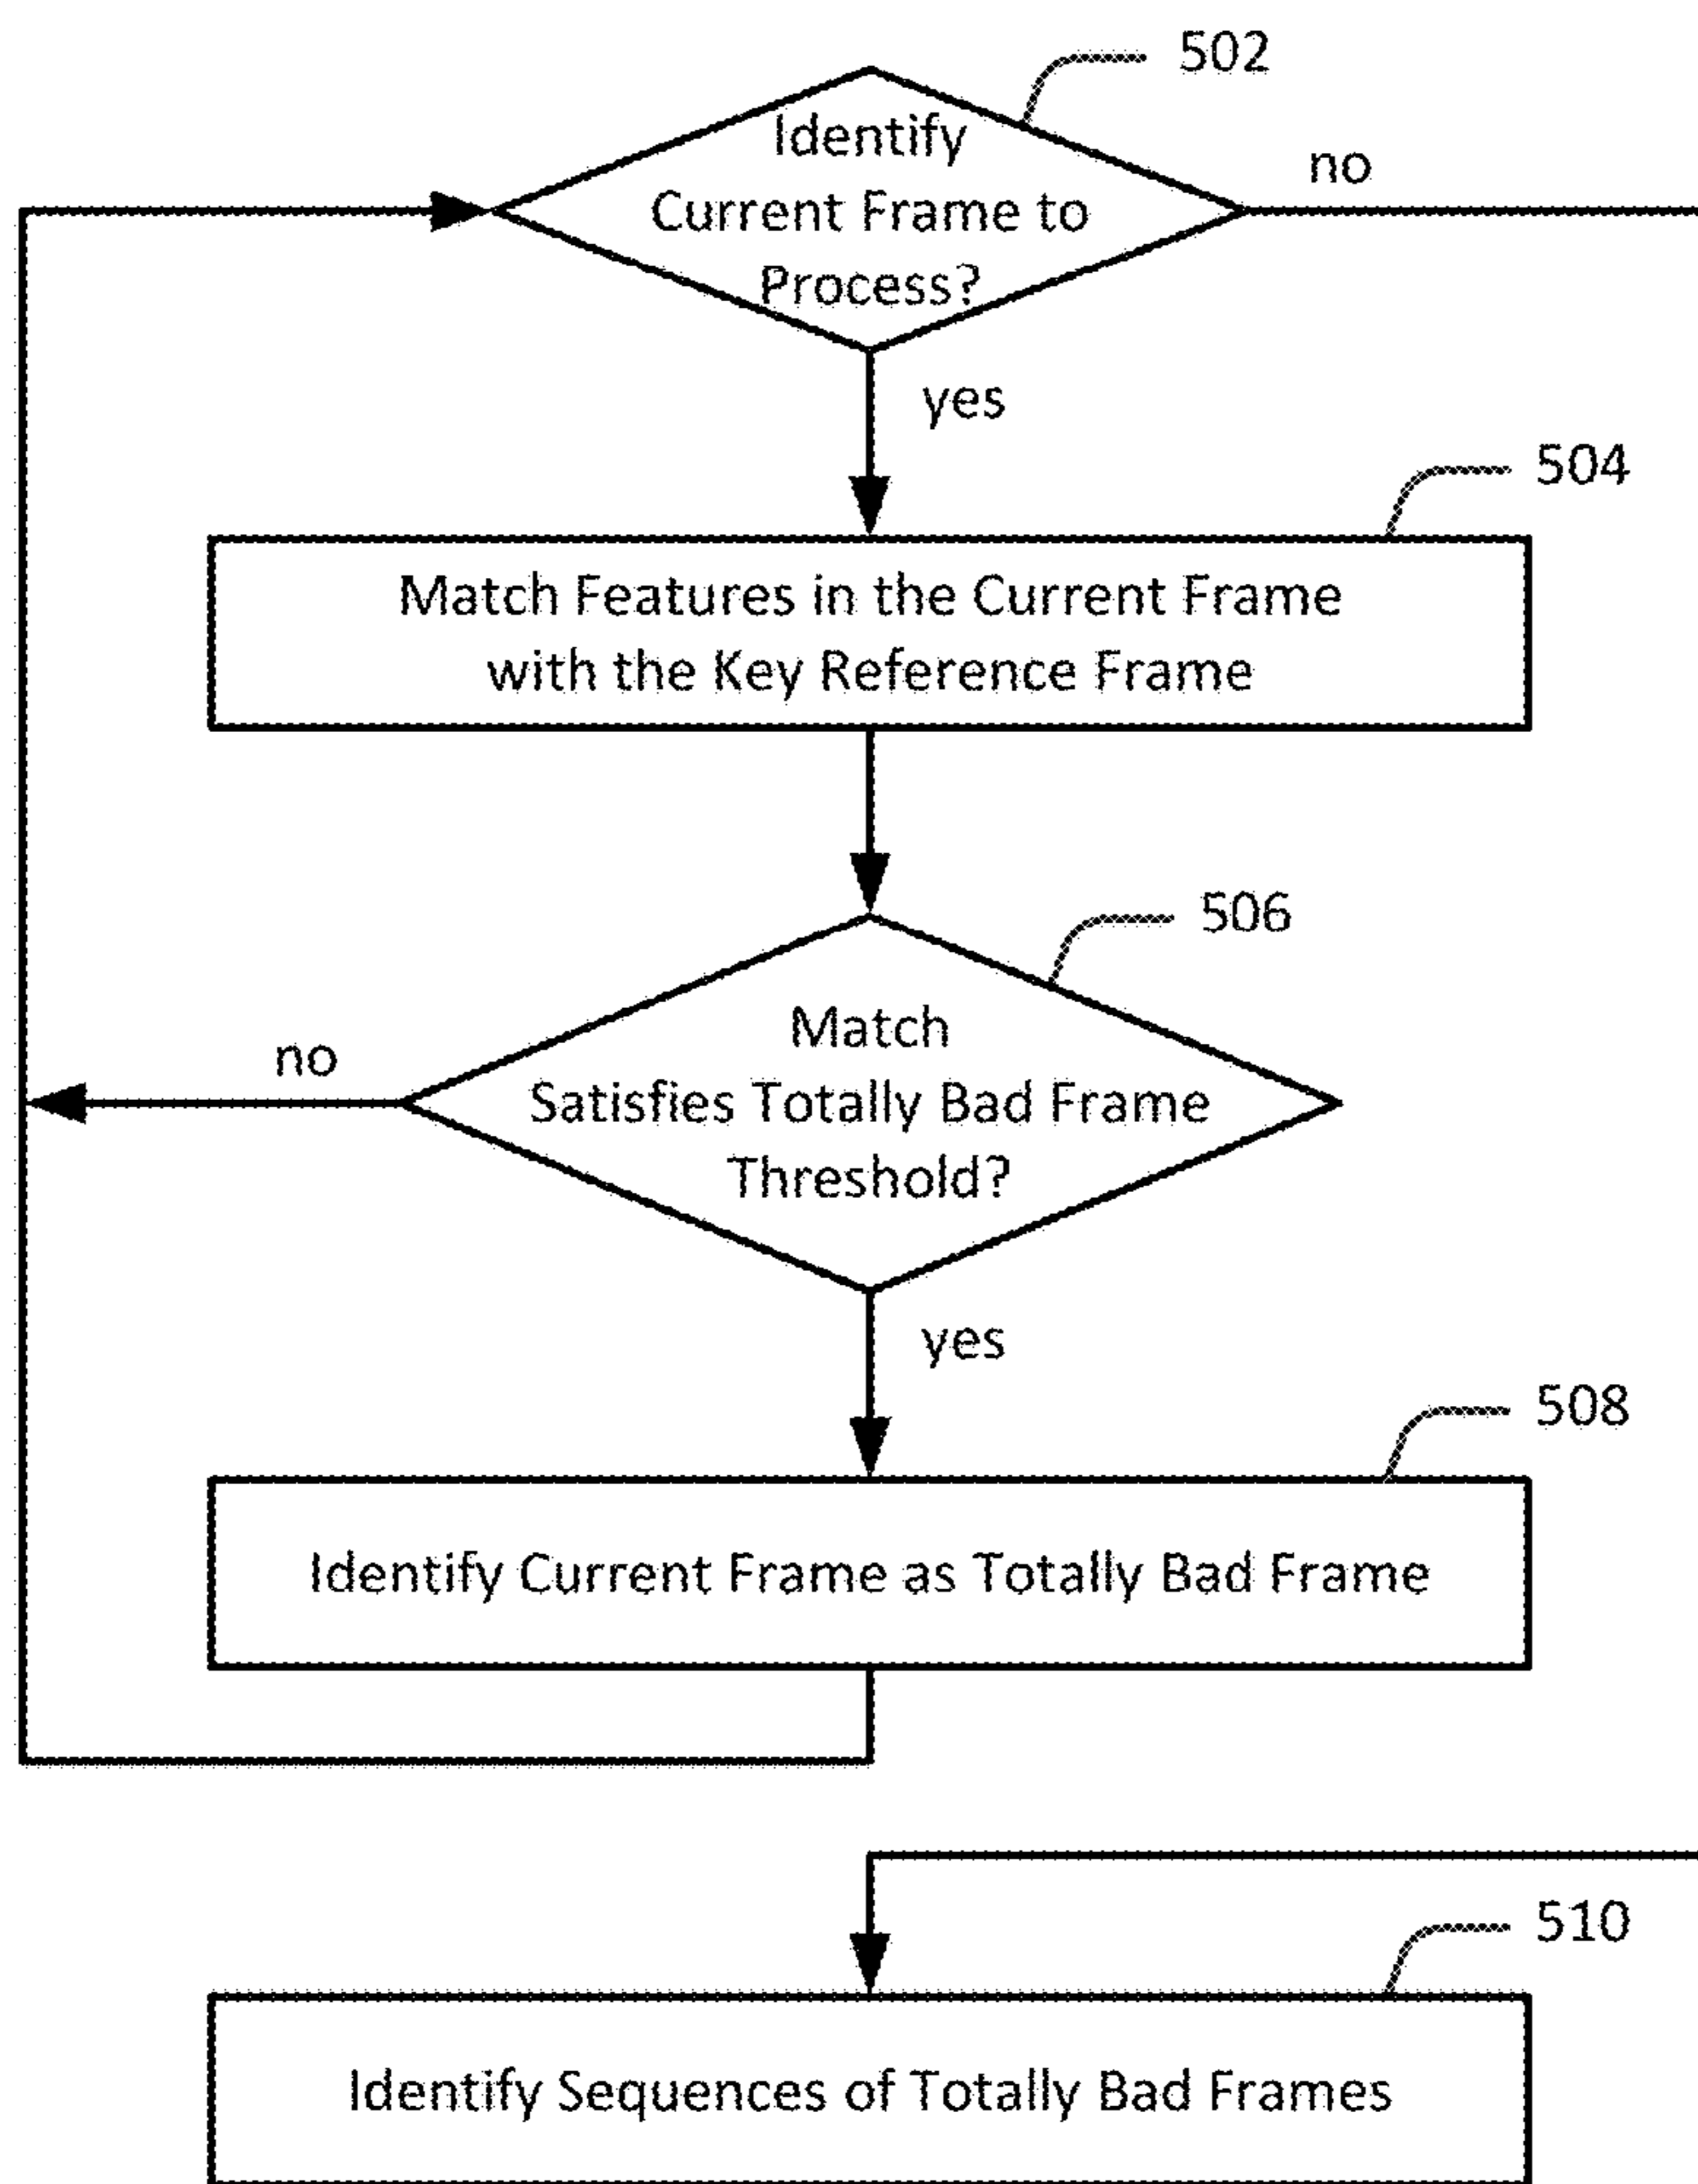 502
Identify
Current Frame to
Process?
no
yes
504
Match Features in the Current Frame
with the Key Reference Frame
506
Match
Satisfies Totally Bad Frame
Threshold?
no
yes
508
Identify Current Frame as Totally Bad Frame
510
Identify Sequences of Totally Bad Frames